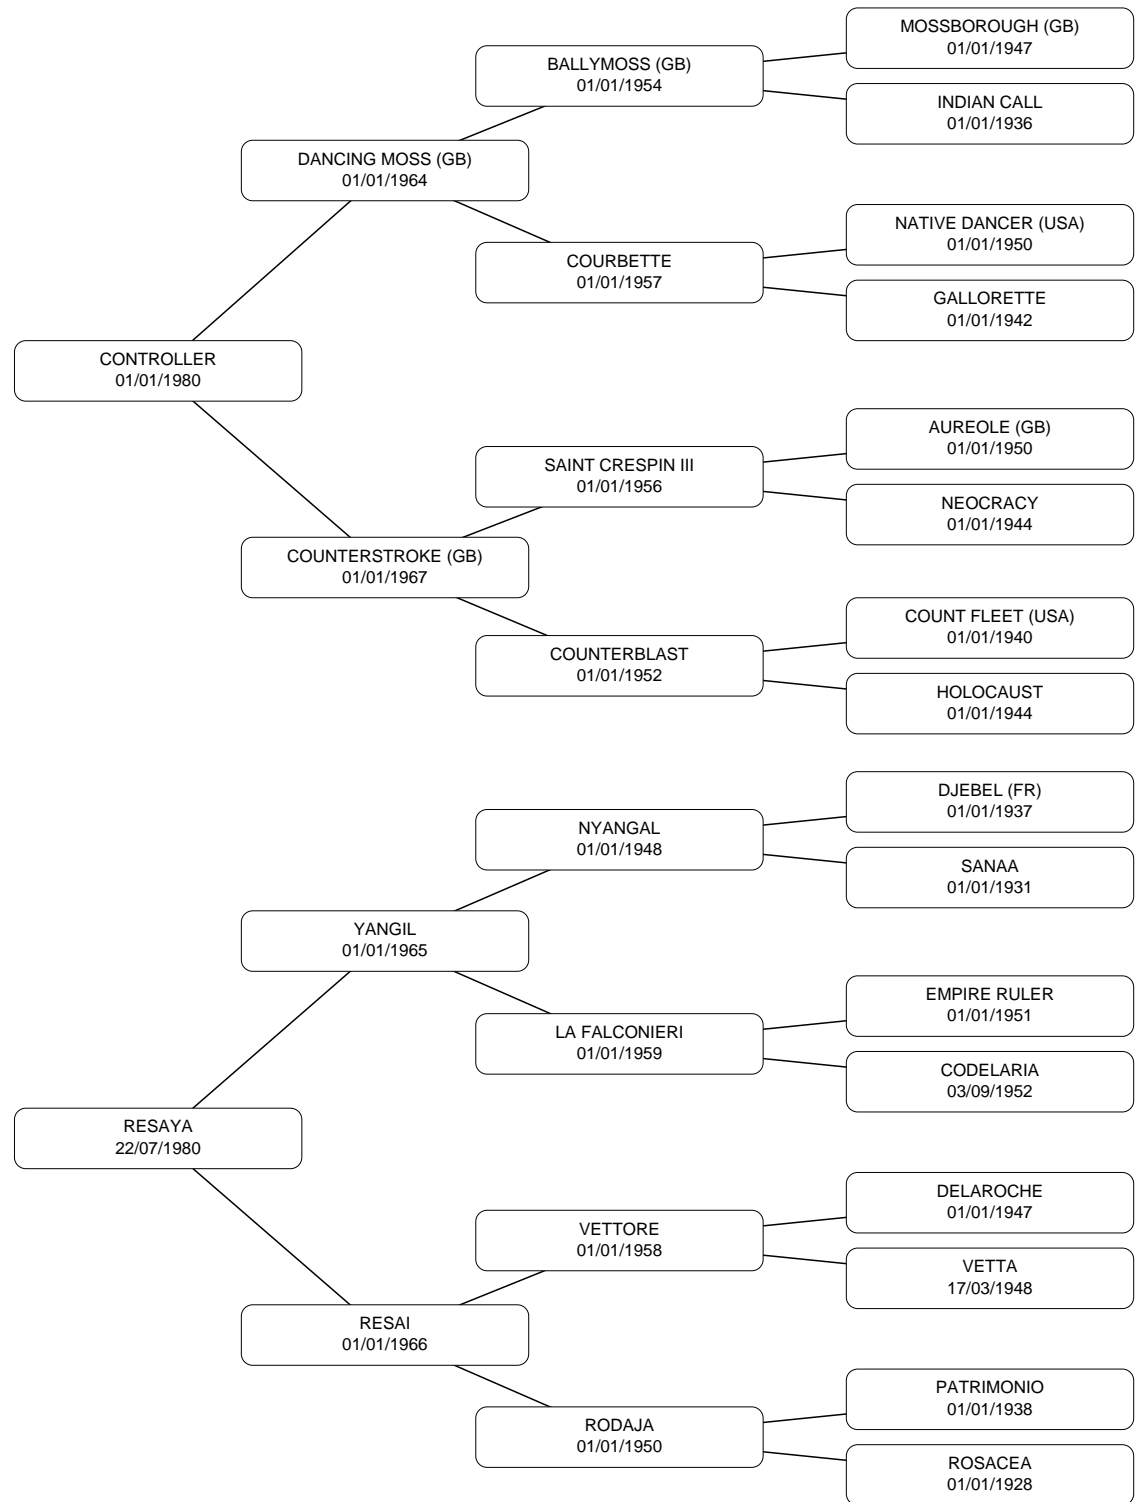 MOSSBOROUGH (GB)
01/01/1947
BALLYMOSS (GB)
01/01/1954
INDIAN CALL
01/01/1936
DANCING MOSS (GB)
01/01/1964
NATIVE DANCER (USA)
01/01/1950
COURBETTE
01/01/1957
GALLORETTE
01/01/1942
CONTROLLER
01/01/1980
AUREOLE (GB)
01/01/1950
SAINT CRESPIN III
01/01/1956
NEOCRACY
01/01/1944
COUNTERSTROKE (GB)
01/01/1967
COUNT FLEET (USA)
01/01/1940
COUNTERBLAST
01/01/1952
HOLOCAUST
01/01/1944
DJEBEL (FR)
01/01/1937
NYANGAL
01/01/1948
SANAA
01/01/1931
YANGIL
01/01/1965
EMPIRE RULER
01/01/1951
LA FALCONIERI
01/01/1959
CODELARIA
03/09/1952
RESAYA
22/07/1980
DELAROCHE
01/01/1947
VETTORE
01/01/1958
VETTA
17/03/1948
RESAI
01/01/1966
PATRIMONIO
01/01/1938
RODAJA
01/01/1950
ROSACEA
01/01/1928